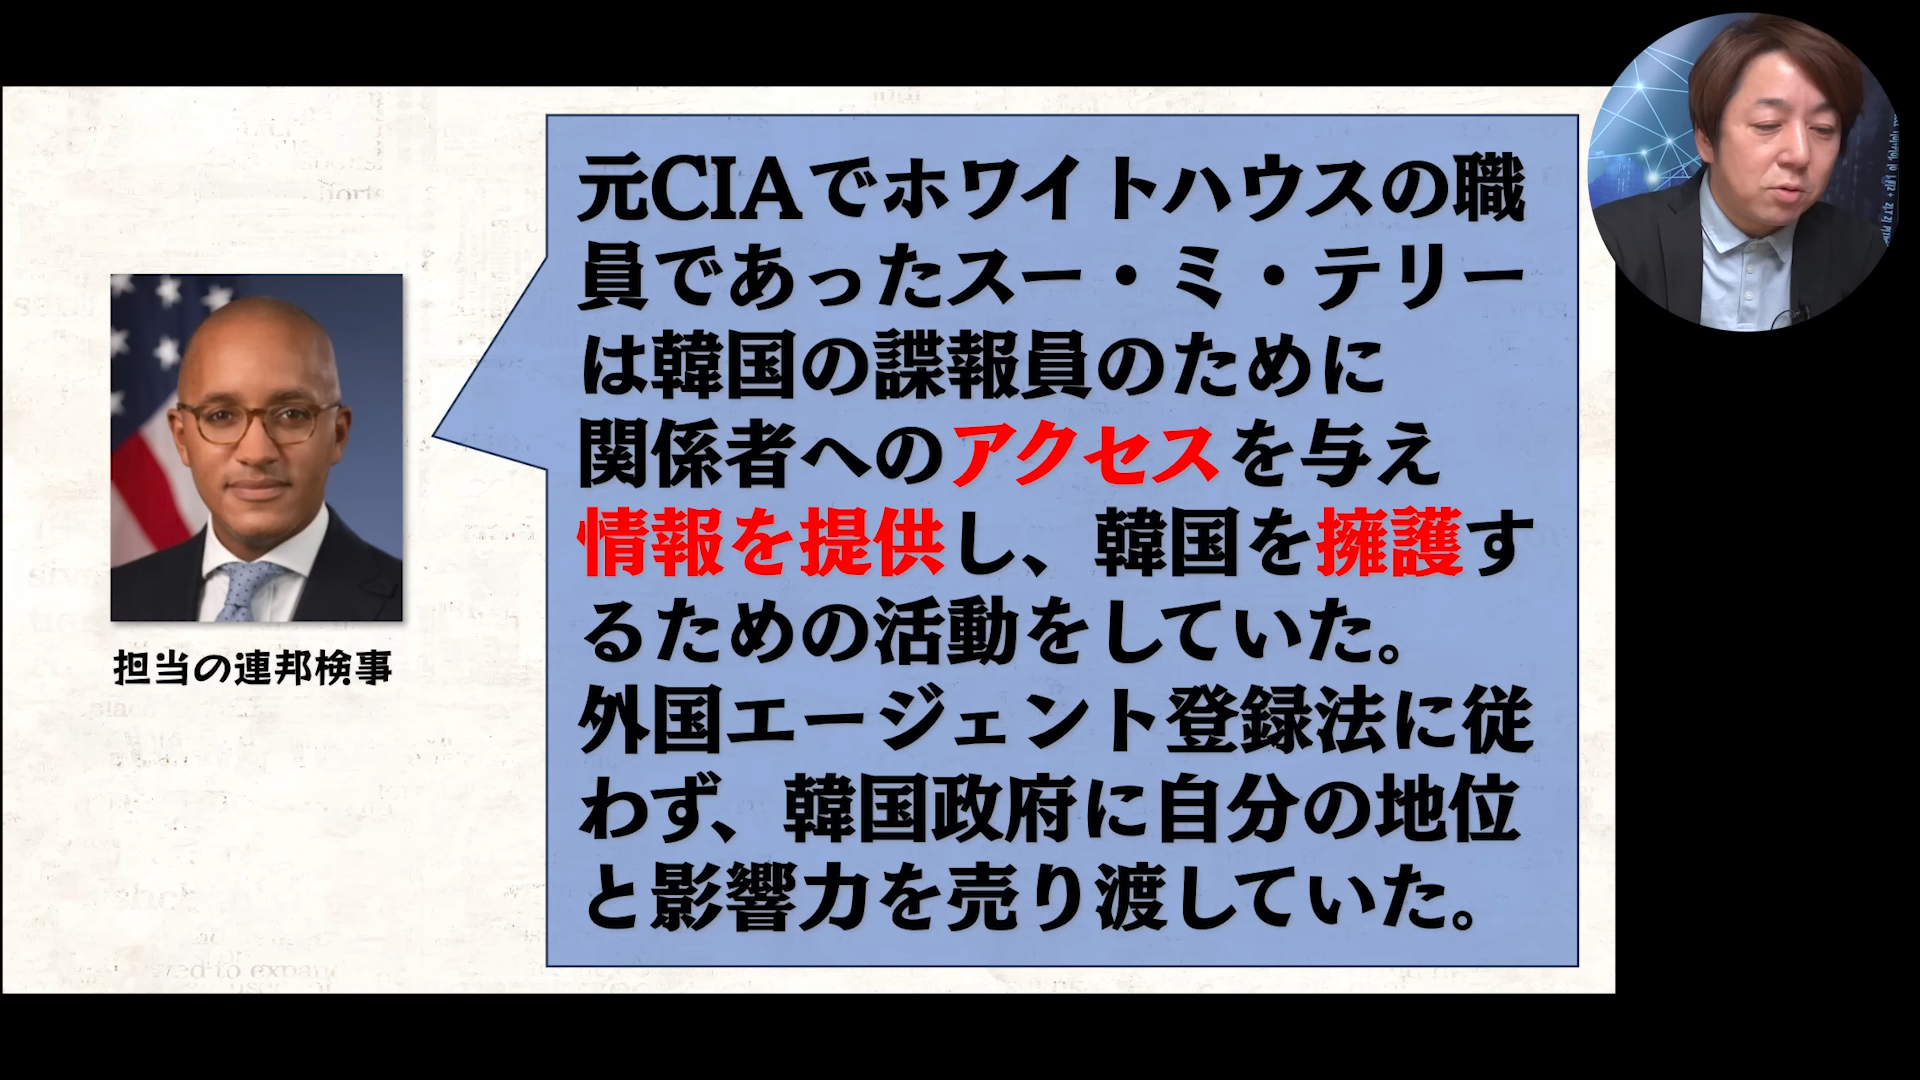 元CIAでホワイトハウスの職
員であったスー・ミ・テリー
は韓国の諜報員のために
関係者へのアクセスを与え
情報を提供し、韓国を擁護す
るための活動をしていた。
外国エージェント登録法に従
わず、韓国政府に自分の地位
と影響力を売り渡していた。
担当の連邦検事